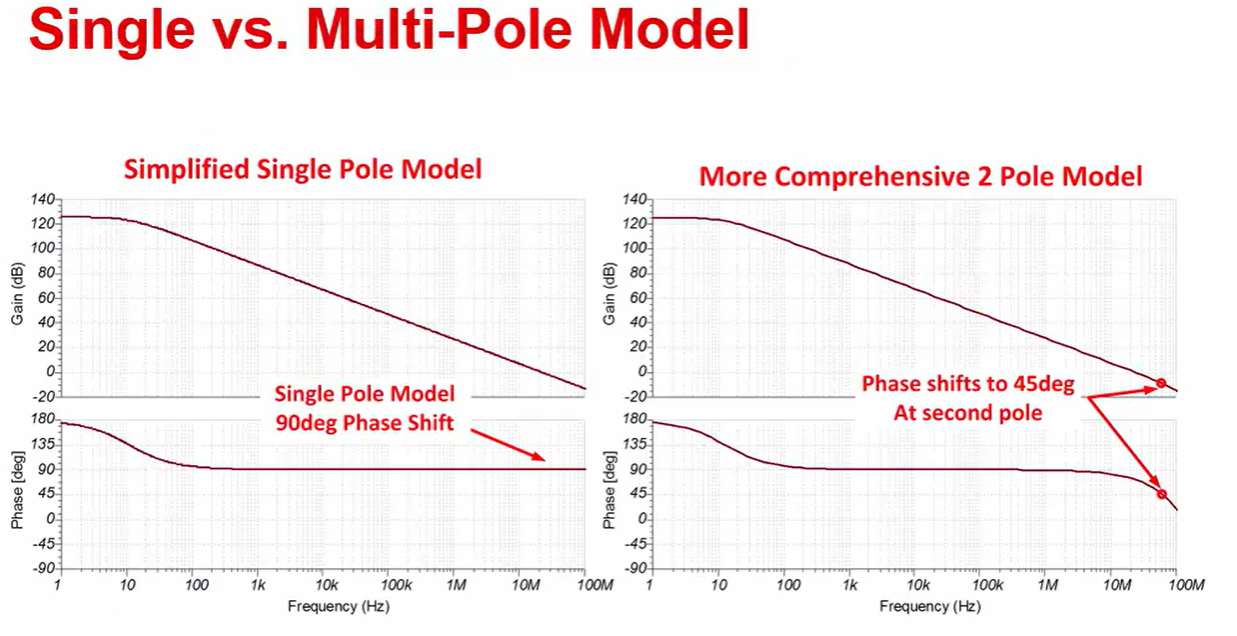 Single vs. Multi-Pole Model
Simplified Single Pole Model
140
120
100
80
60
40
20
0
-20
Gain (dB)
Single Pole Model
90deg Phase Shift
180
135
90
45
0
-45
-90
Phase [deg]
1
10
100
1k
10k
100k
1M
10M
100M
Frequency (Hz)
More Comprehensive 2 Pole Model
140
120
100
80
60
40
20
0
-20
Gain (dB)
Phase shifts to 45deg
At second pole
180
135
90
45
0
-45
-90
Phase [deg]
1
10
100
1k
10k
100k
1M
10M
100M
Frequency (Hz)